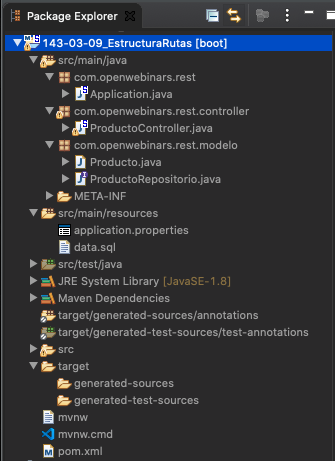 Package Explorer
143-03-09_EstructuraRutas [boot]
src/main/java
com.openwebinars.rest
Application.java
com.openwebinars.rest.controller
ProductoController.java
com.openwebinars.rest.modelo
Producto.java
ProductoRepositorio.java
META-INF
src/main/resources
application.properties
data.sql
src/test/java
JRE System Library [JavaSE-1.8]
Maven Dependencies
target/generated-sources/annotations
target/generated-test-sources/test-annotations
src
target
generated-sources
generated-test-sources
mvnw
mvnw.cmd
pom.xml